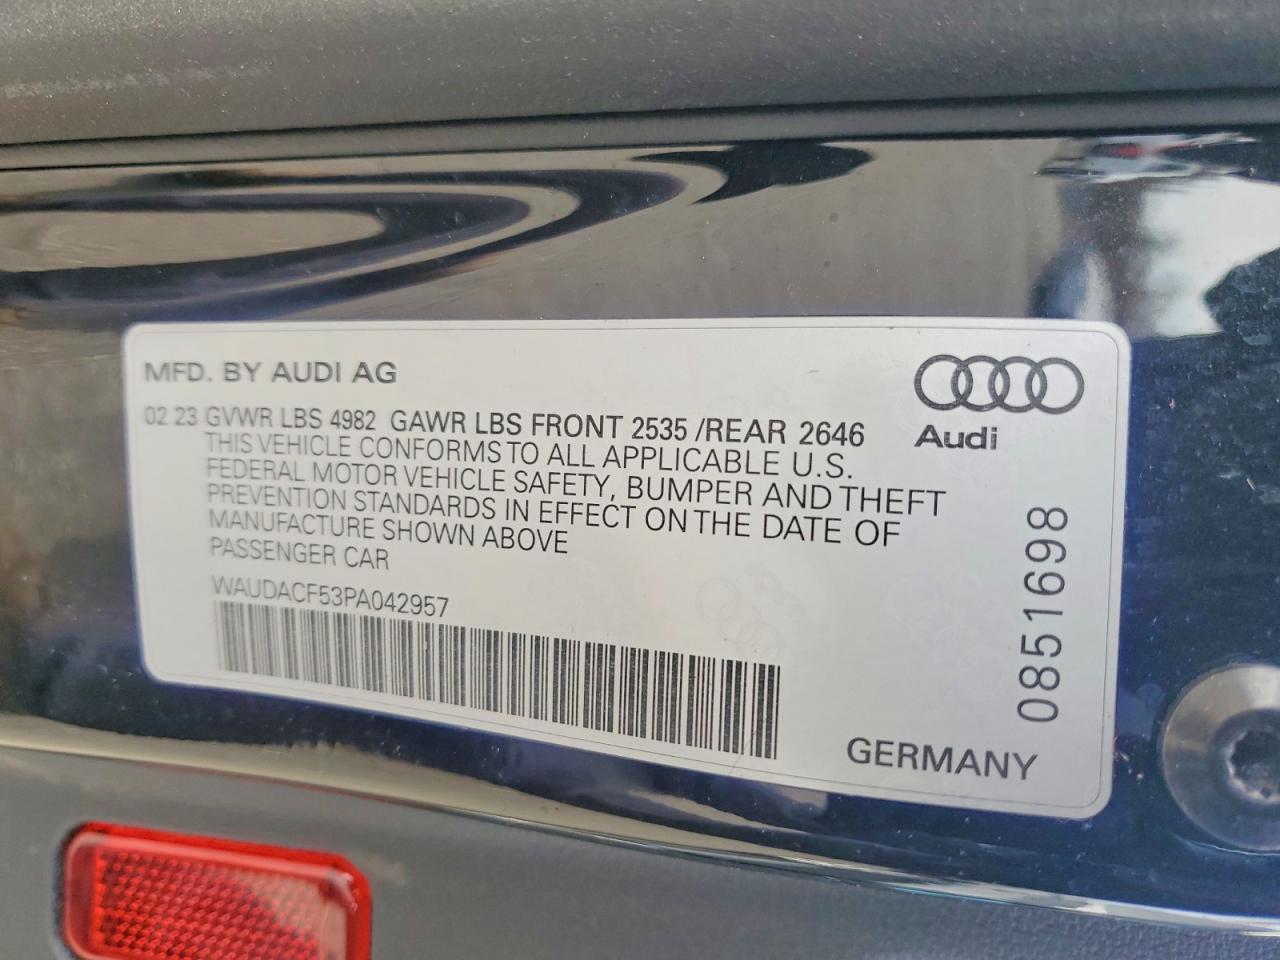 MFD. BY AUDI AG
Audi
02 23 GVWR LBS 4982 GAWR LBS FRONT 2535 /REAR 2646
THIS VEHICLE CONFORMS TO ALL APPLICABLE U.S.
FEDERAL MOTOR VEHICLE SAFETY, BUMPER AND THEFT
PREVENTION STANDARDS IN EFFECT ON THE DATE OF
MANUFACTURE SHOWN ABOVE
PASSENGER CAR
WAUDACF53PA042957
0851698
GERMANY